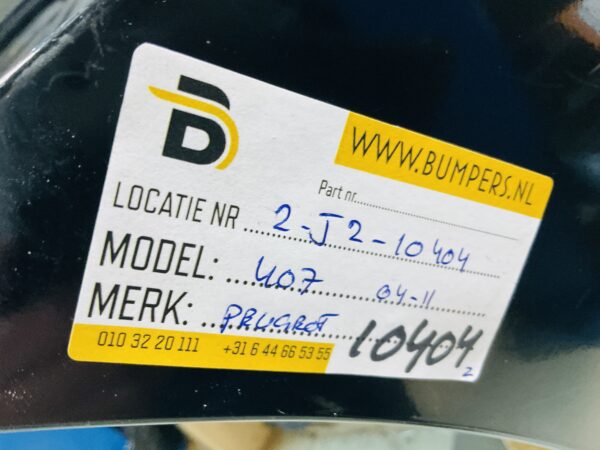 B
WWW.BUMPERS.NL
Part nr
LOCATIE NR 2-J2-10404
MODEL: 407 04-11
MERK: PEUGEOT
10404
2
010 32 20 111 +31 6 44 66 53 55